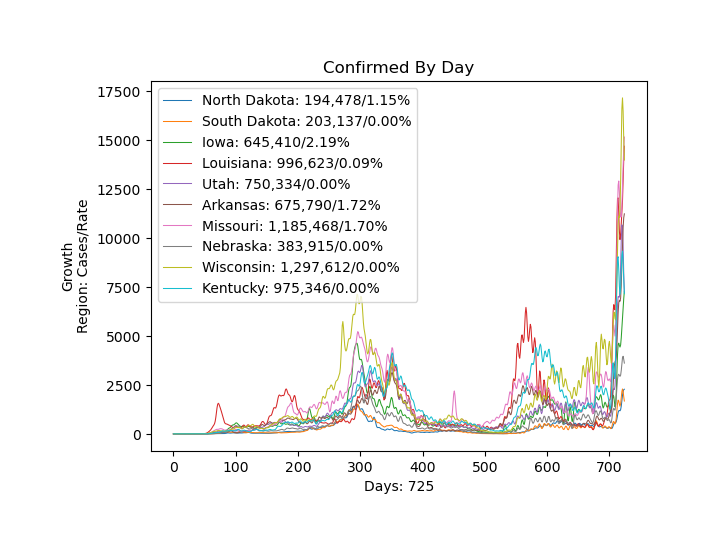 Confirmed By Day
17500
15000
12500
10000
7500
5000
2500
0
Growth
Region: Cases/Rate
North Dakota: 194,478/1.15%
South Dakota: 203,137/0.00%
Iowa: 645,410/2.19%
Louisiana: 996,623/0.09%
Utah: 750,334/0.00%
Arkansas: 675,790/1.72%
Missouri: 1,185,468/1.70%
Nebraska: 383,915/0.00%
Wisconsin: 1,297,612/0.00%
Kentucky: 975,346/0.00%
0 100 200 300 400 500 600 700
Days: 725